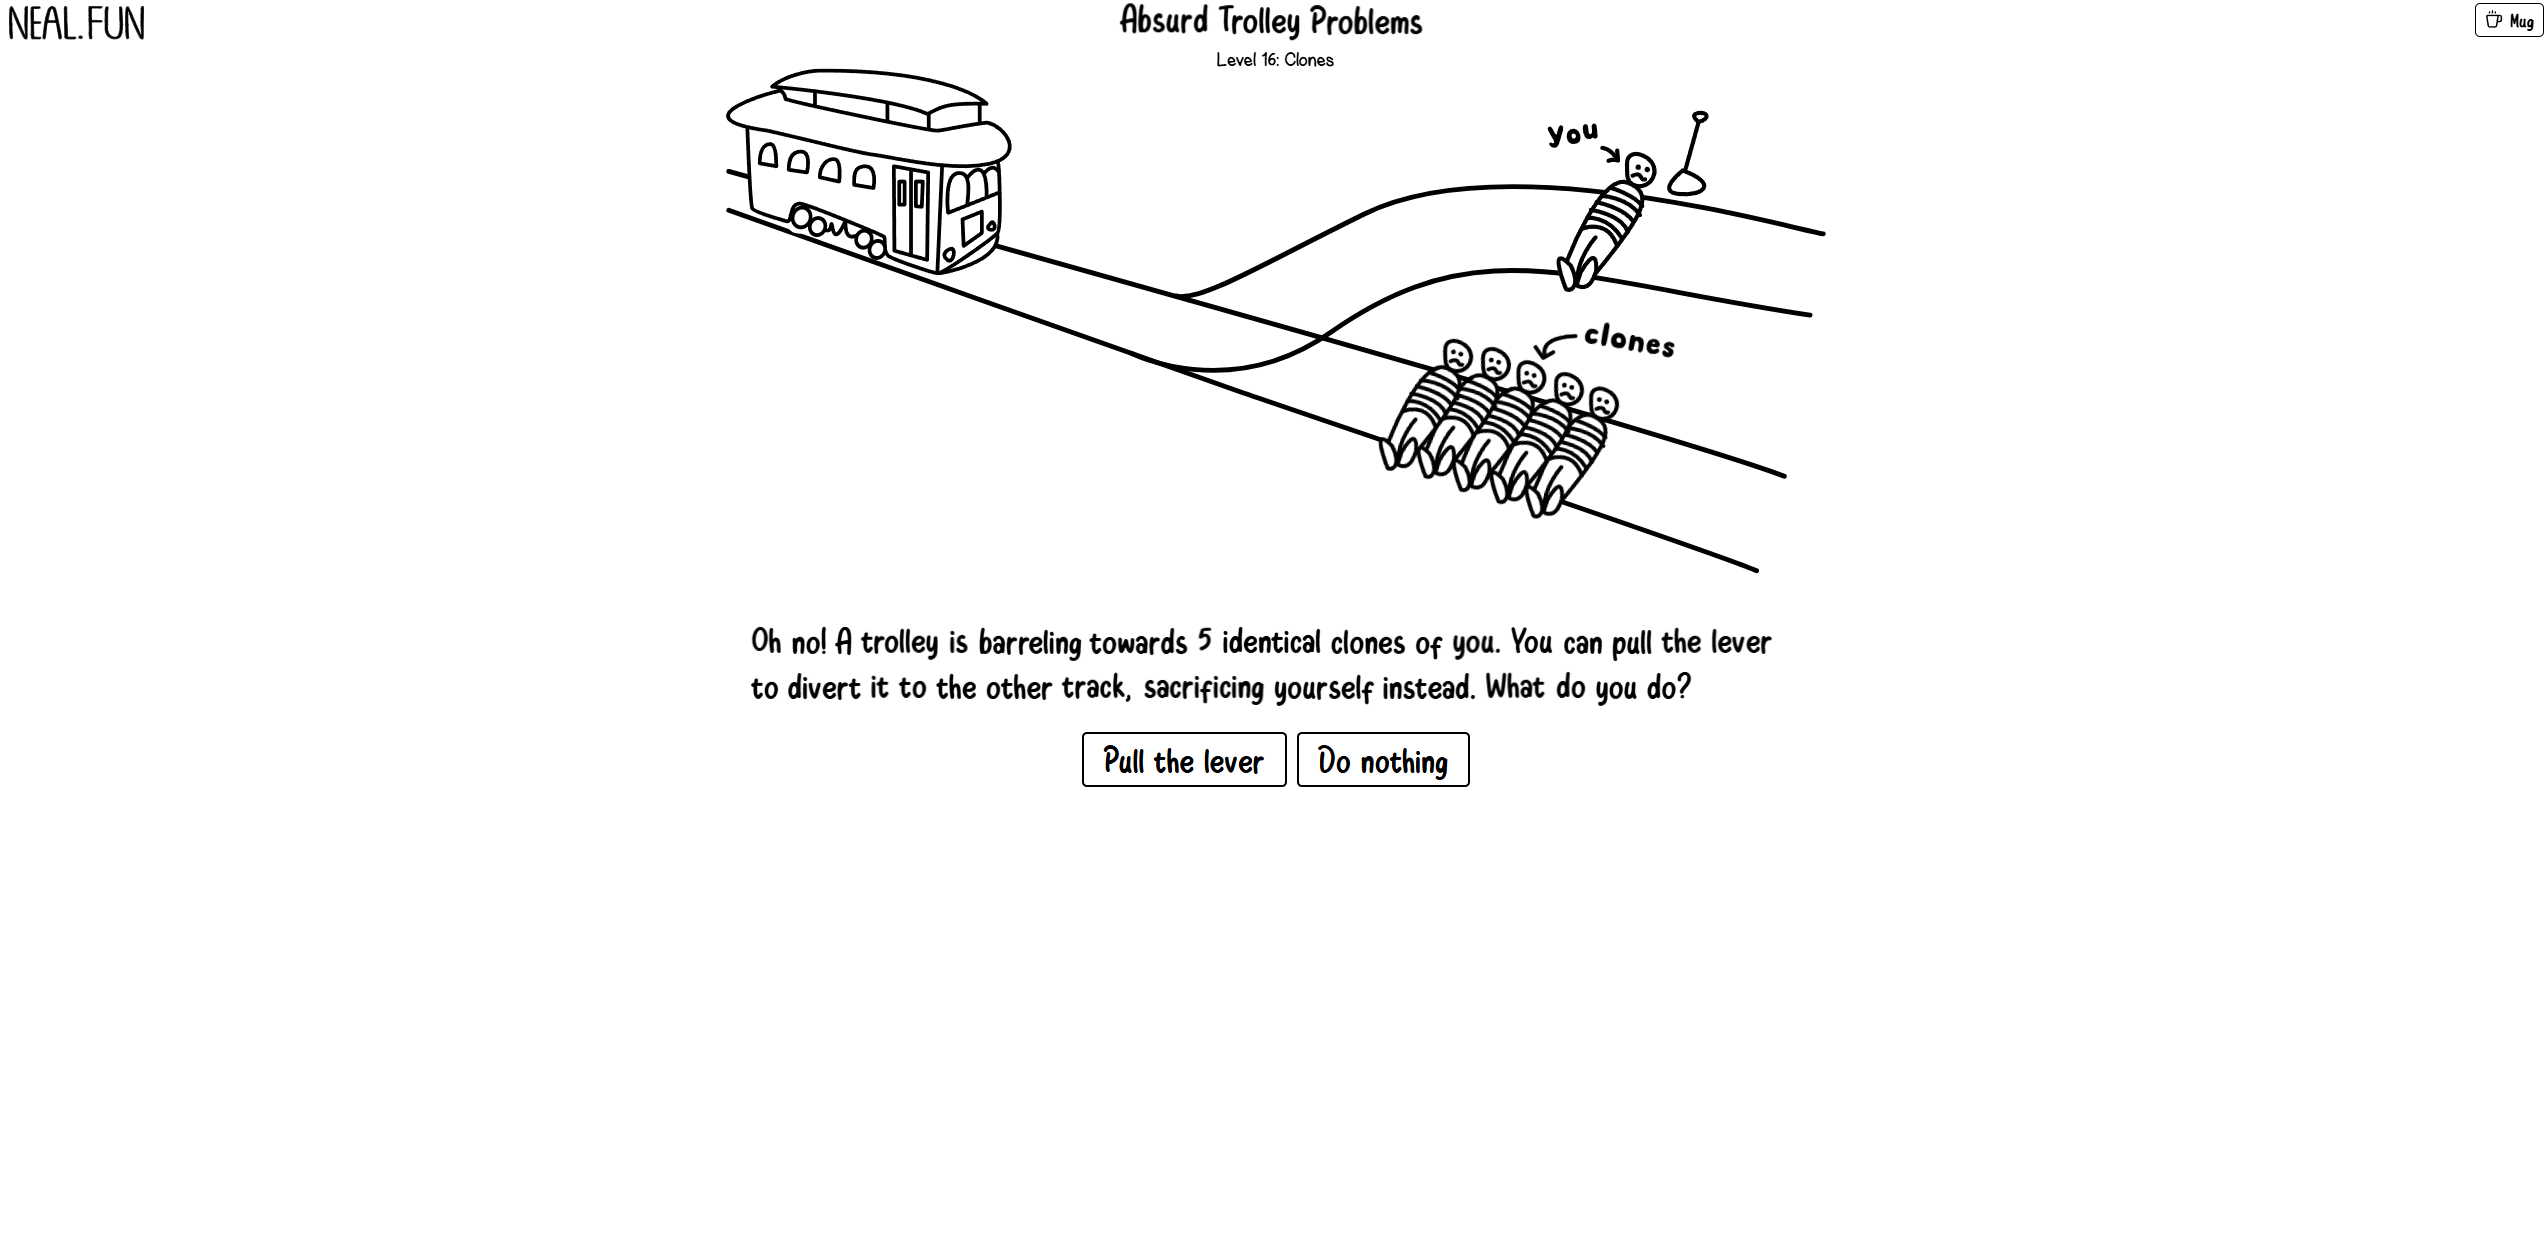 NEAL.FUN
Absurd Trolley Problems
Mug
Level 16: Clones
you
clones
Oh no! A trolley is barreling towards 5 identical clones of you. You can pull the lever
to divert it to the other track, sacrificing yourself instead. What do you do?
Pull the lever
Do nothing